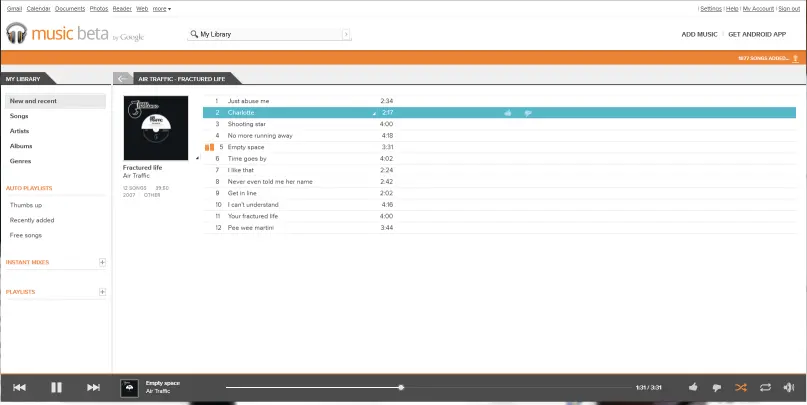 Gmail Calendar Documents Photos Reader Web more | Settings | Help | My Account | Sign out
music beta by Google
My Library
ADD MUSIC GET ANDROID APP
1677 SONGS ADDED...
MY LIBRARY
AIR TRAFFIC - FRACTURED LIFE
New and recent
Songs
Artists
Albums
Genres
AUTO PLAYLISTS
Thumbs up
Recently added
Free songs
INSTANT MIXES +
PLAYLISTS +
Fractured life
Air Traffic
12 SONGS 39:50
2007 OTHER
1 Just abuse me 2:34
2 Charlotte 2:17
3 Shooting star 4:00
4 No more running away 4:18
5 Empty space 3:31
6 Time goes by 4:02
7 I like that 2:24
8 Never even told me her name 2:42
9 Get in line 2:02
10 I can't understand 4:16
11 Your fractured life 4:00
12 Pee wee martini 3:44
Empty space
Air Traffic
1:31 / 3:31